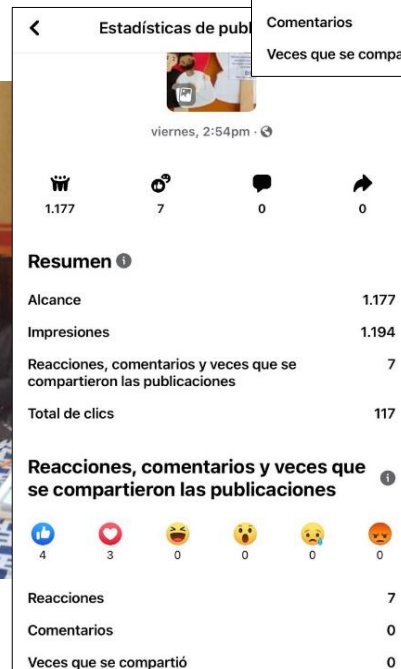 Comentarios
Veces que se compa
Estadísticas de publ
viernes, 2:54pm ·
1.177 7 0 0
Resumen
Alcance 1.177
Impresiones 1.194
Reacciones, comentarios y veces que se 7
compartieron las publicaciones
Total de clics 117
Reacciones, comentarios y veces que
se compartieron las publicaciones
4 3 0 0 0 0
Reacciones 7
Comentarios 0
Veces que se compartió 0